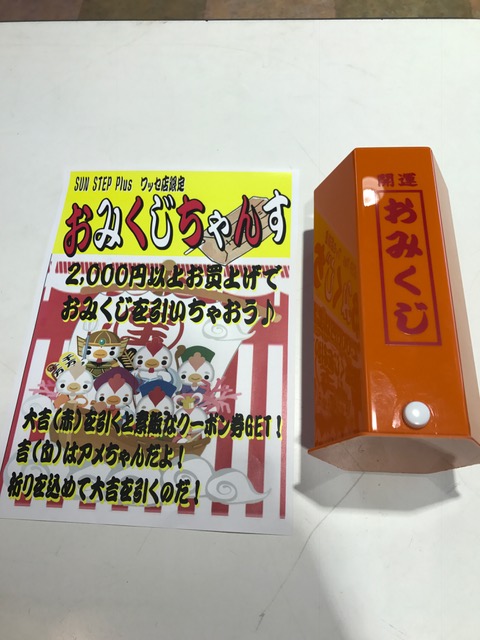 SUN STEP Plus ワッセ店限定
おみくじちゃんす
2,000円以上お買上げで
おみくじを引いちゃおう♪
大吉(赤)を引くと素敵なクーポン券GET!
吉(白)はアメちゃんだよ!
祈りを込めて大吉を引くのだ!
開運
おみくじ